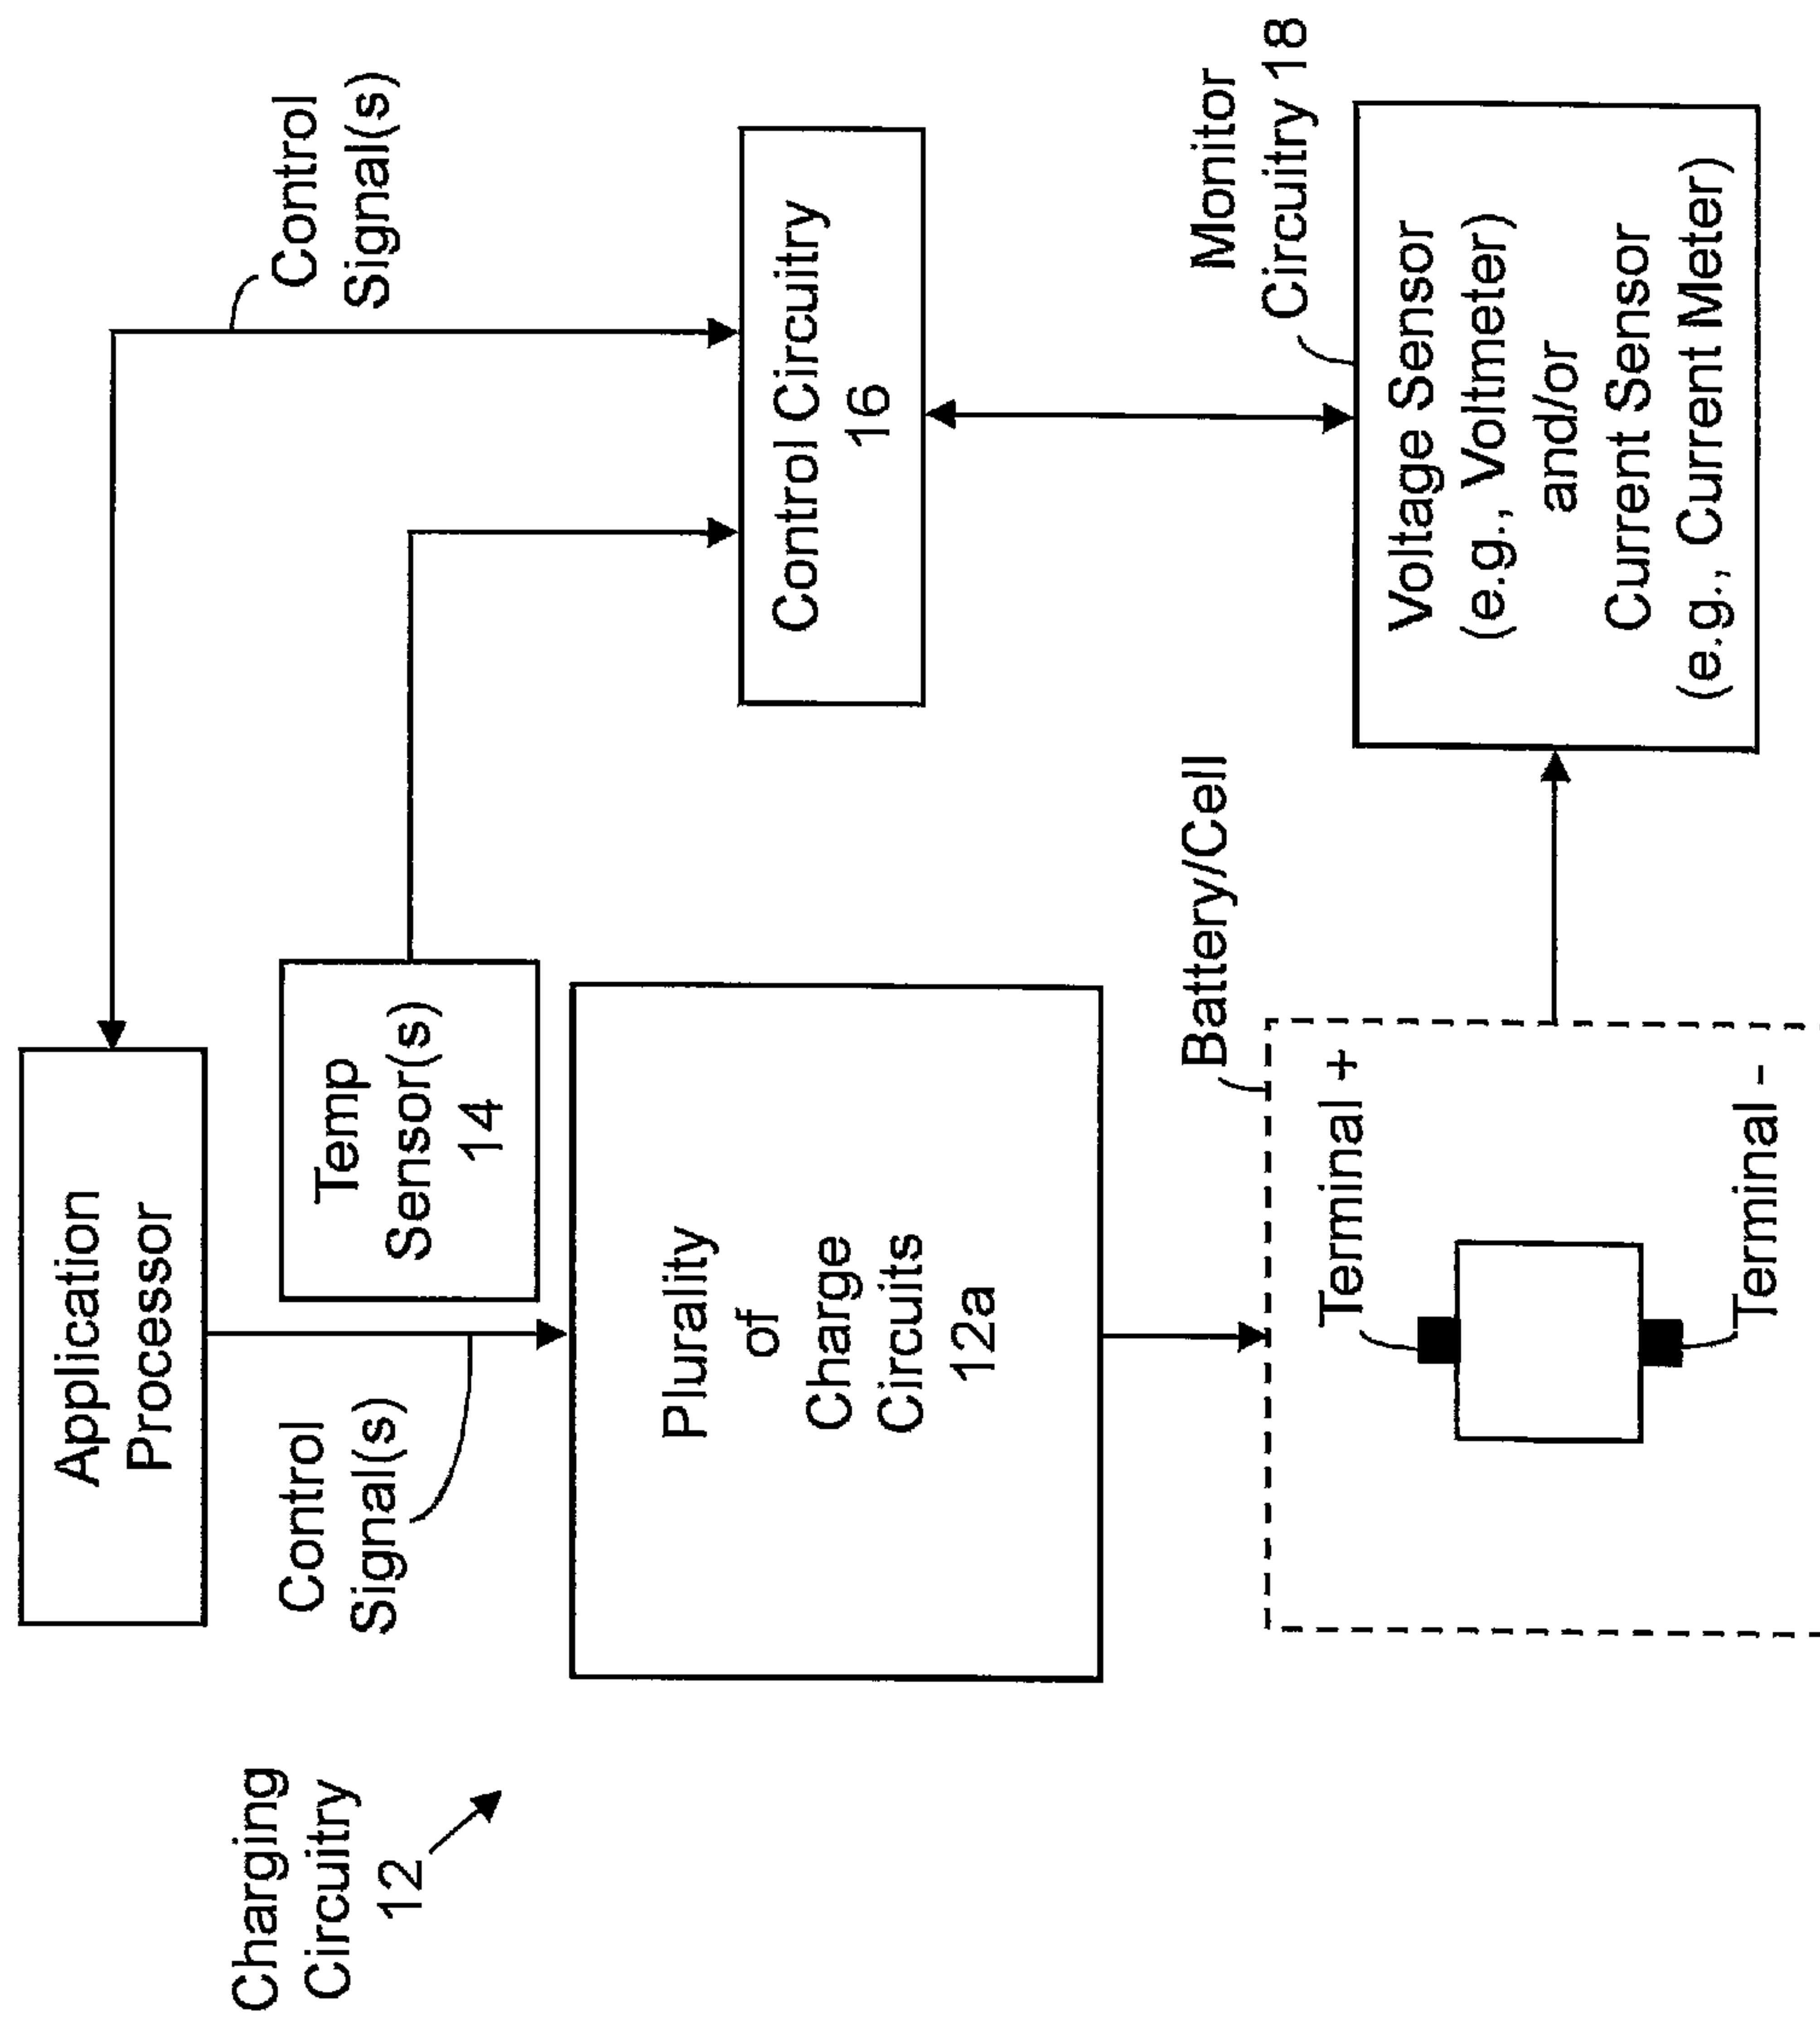 Charging
Circuitry
12
Application
Processor
Control
Signal(s)
Temp
Sensor(s)
14
Control
Signal(s)
Plurality
of
Charge
Circuits
12a
Control Circuitry
16
Battery/Cell
Terminal +
Terminal -
Monitor
Circuitry 18
Voltage Sensor
(e.g., Voltmeter)
and/or
Current Sensor
(e.g., Current Meter)